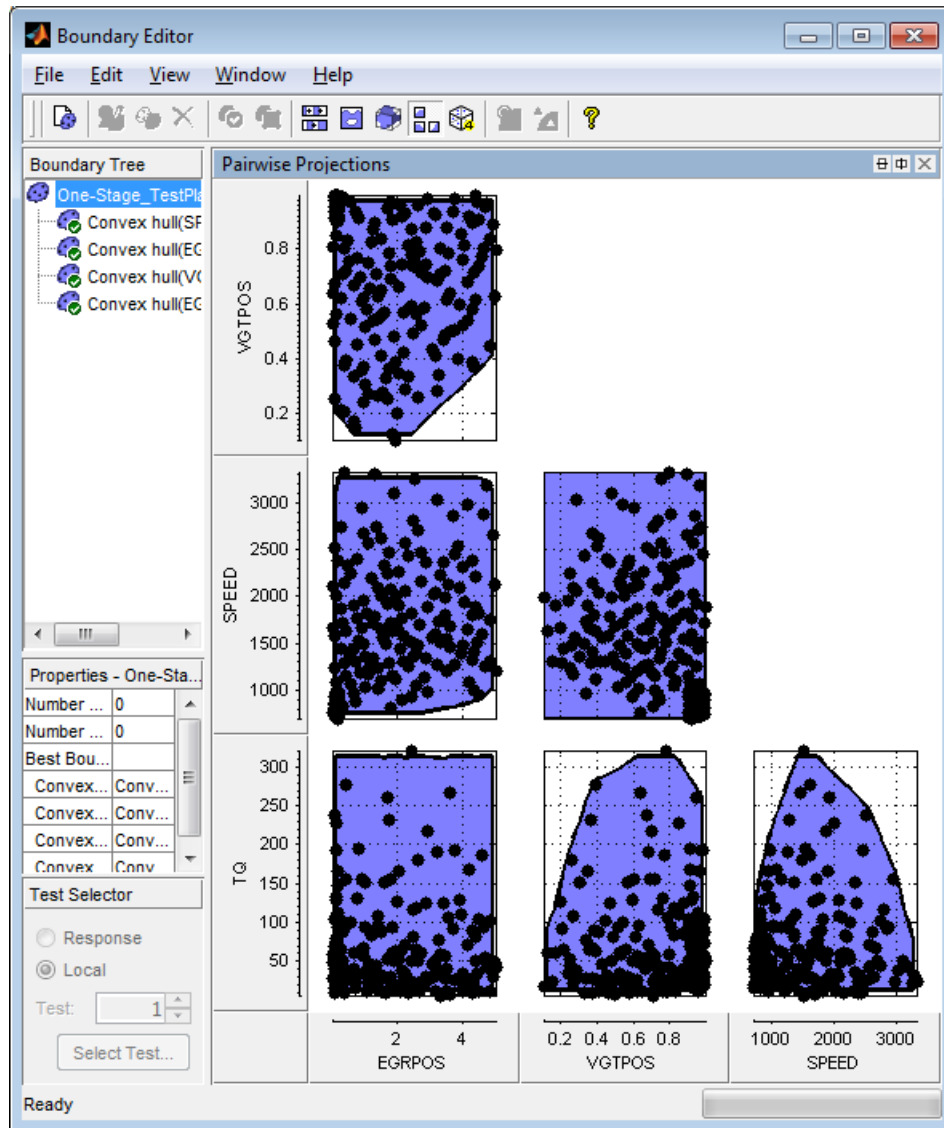 Boundary Editor
File Edit View Window Help
Boundary Tree
One-Stage_TestPla
Convex hull(SP
Convex hull(EG
Convex hull(VG
Convex hull(EG
Properties - One-Sta...
Number ... 0
Number ... 0
Best Bou...
Convex... Conv...
Convex... Conv...
Convex... Conv...
Convex Conv
Test Selector
Response
Local
Test: 1
Select Test...
Pairwise Projections
VGTPOS
0.8
0.6
0.4
0.2
SPEED
3000
2500
2000
1500
1000
TQ
300
250
200
150
100
50
2 4
EGRPOS
0.2 0.4 0.6 0.8
VGTPOS
1000 2000 3000
SPEED
Ready